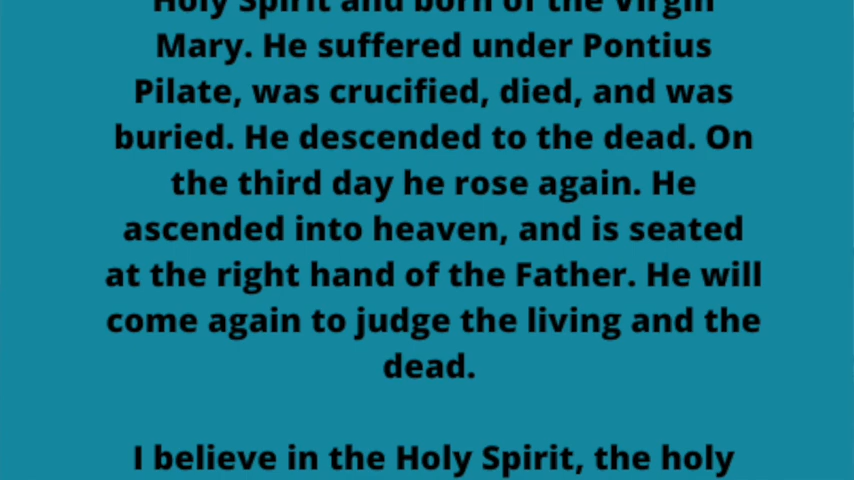 Holy Spirit and born of the Virgin
Mary. He suffered under Pontius
Pilate, was crucified, died, and was
buried. He descended to the dead. On
the third day he rose again. He
ascended into heaven, and is seated
at the right hand of the Father. He will
come again to judge the living and the
dead.
I believe in the Holy Spirit, the holy